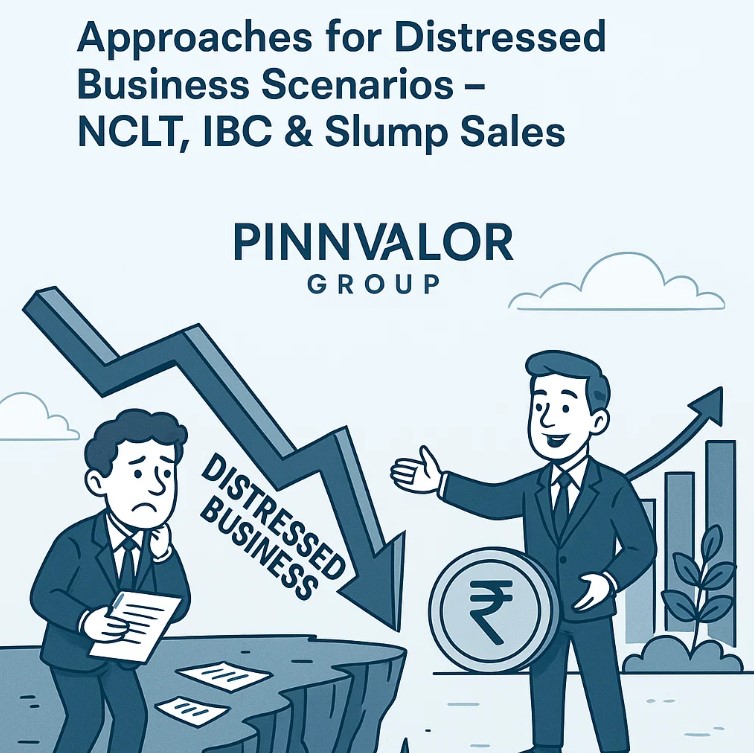 Approaches for Distressed
Business Scenarios –
NCLT, IBC & Slump Sales
PINNVALOR
GROUP
DISTRESSED
BUSINESS
₹